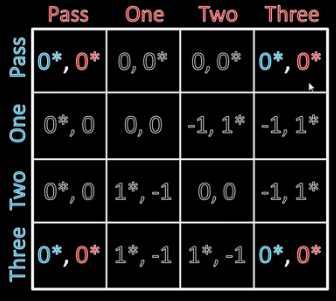 Pass One Two Three
Pass 0*, 0* 0, 0* 0, 0* 0*, 0*
One 0*, 0 0, 0 -1, 1* -1, 1*
Two 0*, 0 1*, -1 0, 0 -1, 1*
Three 0*, 0* 1*, -1 1*, -1 0*, 0*